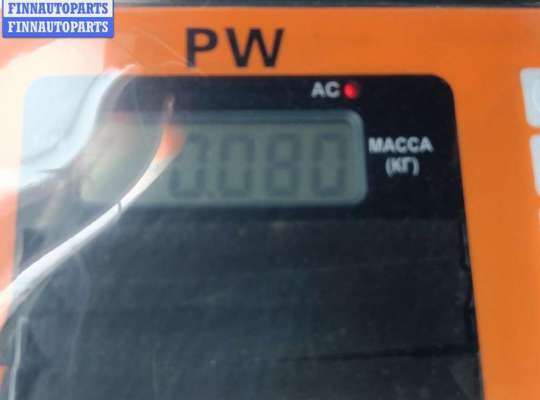 FINNAUTOPARTS
FINNAUTOPARTS
PW
AC
0.080
МАССА
(КГ)